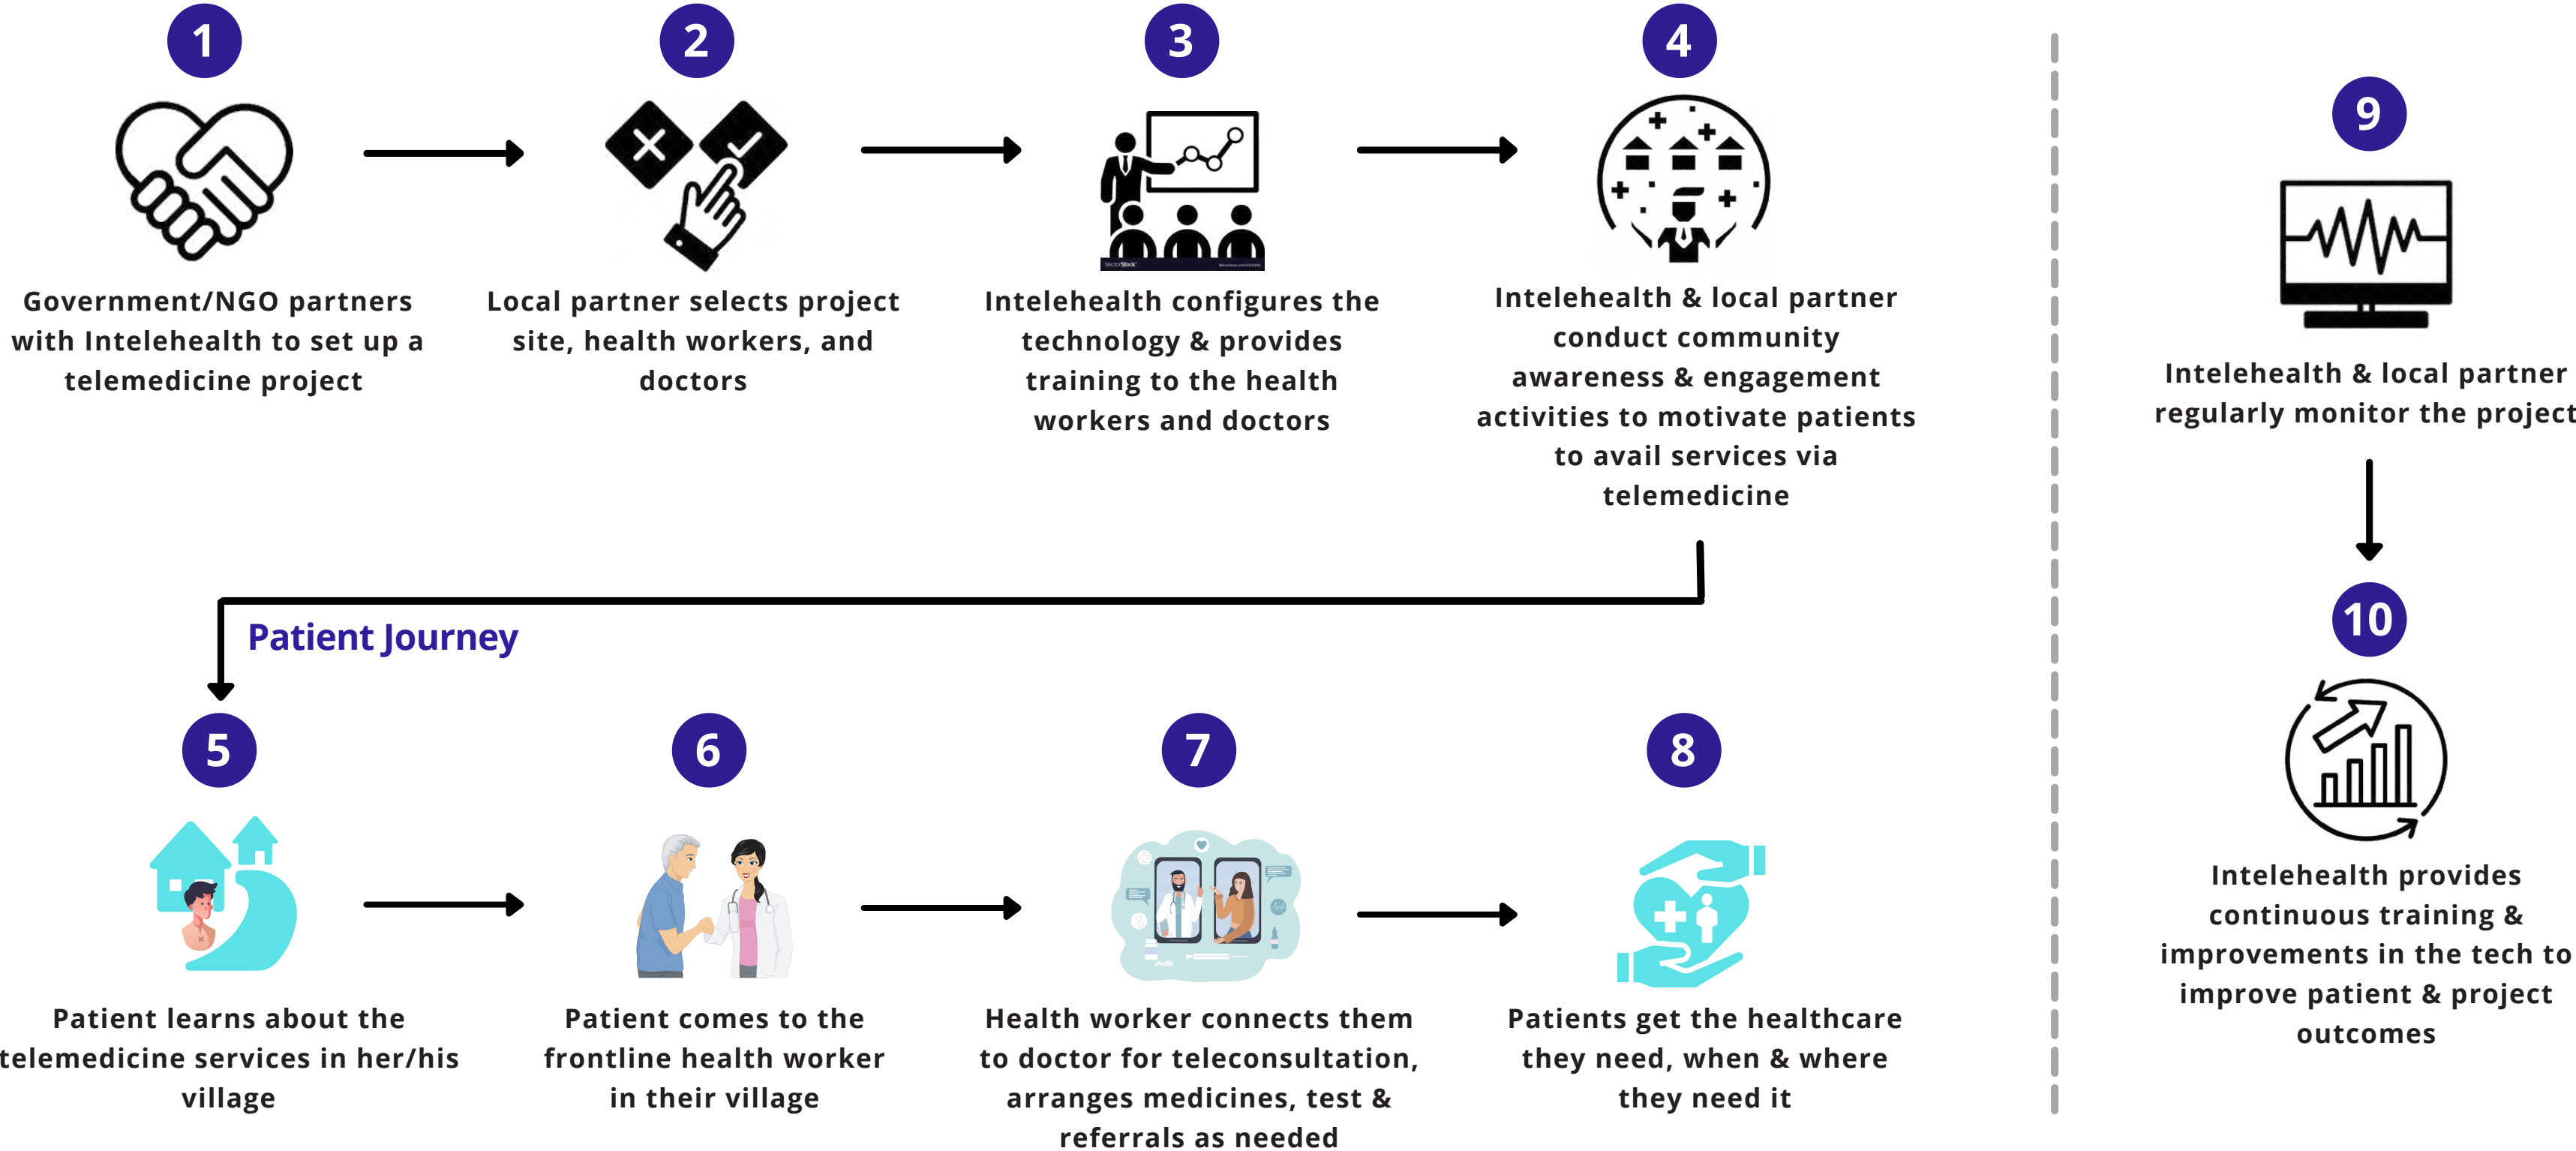 1
Government/NGO partners
with Intelehealth to set up a
telemedicine project
2
Local partner selects project
site, health workers, and
doctors
3
VectorStock
Intelehealth configures the
technology & provides
training to the health
workers and doctors
4
Intelehealth & local partner
conduct community
awareness & engagement
activities to motivate patients
to avail services via
telemedicine
Patient Journey
5
Patient learns about the
telemedicine services in her/his
village
6
Patient comes to the
frontline health worker
in their village
7
Health worker connects them
to doctor for teleconsultation,
arranges medicines, test &
referrals as needed
8
Patients get the healthcare
they need, when & where
they need it
9
Intelehealth & local partner
regularly monitor the project
10
Intelehealth provides
continuous training &
improvements in the tech to
improve patient & project
outcomes